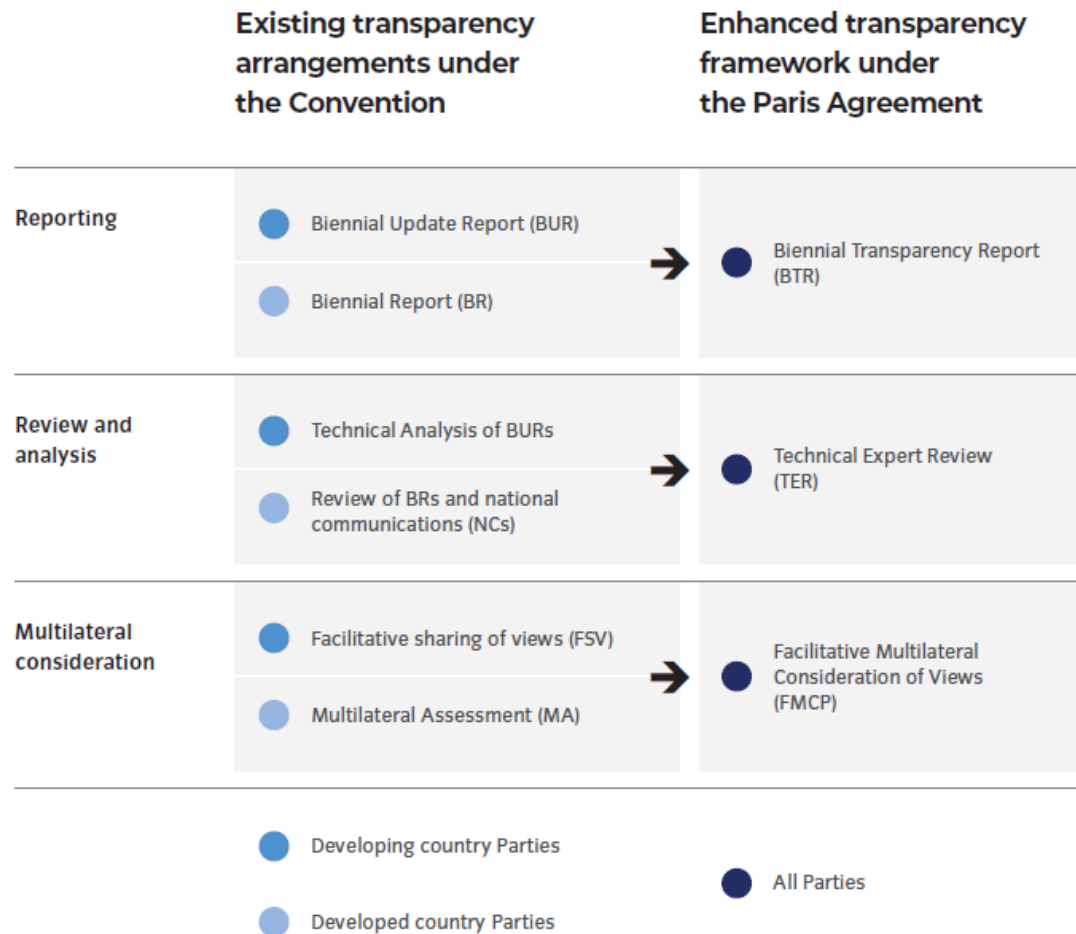 Existing transparency
arrangements under
the Convention
Enhanced transparency
framework under
the Paris Agreement
Reporting
Biennial Update Report (BUR)
Biennial Report (BR)
Biennial Transparency Report
(BTR)
Review and
analysis
Technical Analysis of BURs
Review of BRs and national
communications (NCs)
Technical Expert Review
(TER)
Multilateral
consideration
Facilitative sharing of views (FSV)
Multilateral Assessment (MA)
Facilitative Multilateral
Consideration of Views
(FMCP)
Developing country Parties
Developed country Parties
All Parties